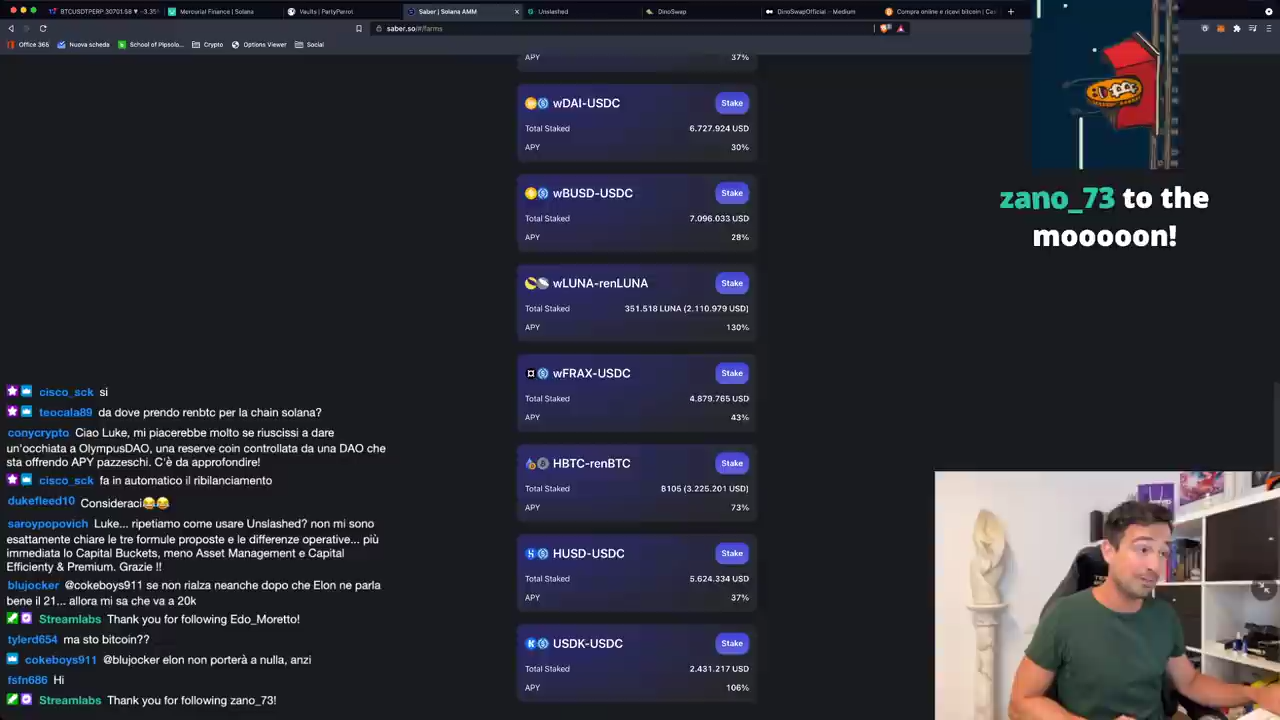 BTCUSDTPERP: 30701.58 ▼ -3.35%
Mercurial Finance | Solana
Vaults | PartyParrot
Saber | Solana AMM
Unslashed
DinoSwap
DinoSwapOfficial – Medium
Compra online e ricevi bitcoin | Ca
saber.so/#/farms
Office 365
Nuova scheda
School of Pipsolo...
Crypto
Options Viewer
Social
APY 37%
wDAI-USDC Stake
Total Staked 6.727.924 USD
APY 30%
wBUSD-USDC Stake
Total Staked 7.096.033 USD
APY 28%
wLUNA-renLUNA Stake
Total Staked 351.518 LUNA (2.110.979 USD)
APY 130%
wFRAX-USDC Stake
Total Staked 4.879.765 USD
APY 43%
HBTC-renBTC Stake
Total Staked ₿105 (3.225.201 USD)
APY 73%
HUSD-USDC Stake
Total Staked 5.624.334 USD
APY 37%
USDK-USDC Stake
Total Staked 2.431.217 USD
APY 106%
zano_73 to the
mooooon!
cisco_sck si
teocala89 da dove prendo renbtc per la chain solana?
conycrypto Ciao Luke, mi piacerebbe molto se riuscissi a dare
un'occhiata a OlympusDAO, una reserve coin controllata da una DAO che
sta offrendo APY pazzeschi. C'è da approfondire!
cisco_sck fa in automatico il ribilanciamento
dukefleed10 Consideraci😂😂
saroypopovich Luke... ripetiamo come usare Unslashed? non mi sono
esattamente chiare le tre formule proposte e le differenze operative... più
immediata lo Capital Buckets, meno Asset Management e Capital
Efficienty & Premium. Grazie !!
blujocker @cokeboys911 se non rialza neanche dopo che Elon ne parla
bene il 21... allora mi sa che va a 20k
Streamlabs Thank you for following Edo_Moretto!
tylerd654 ma sto bitcoin??
cokeboys911 @blujocker elon non porterà a nulla, anzi
fsfn686 Hi
Streamlabs Thank you for following zano_73!